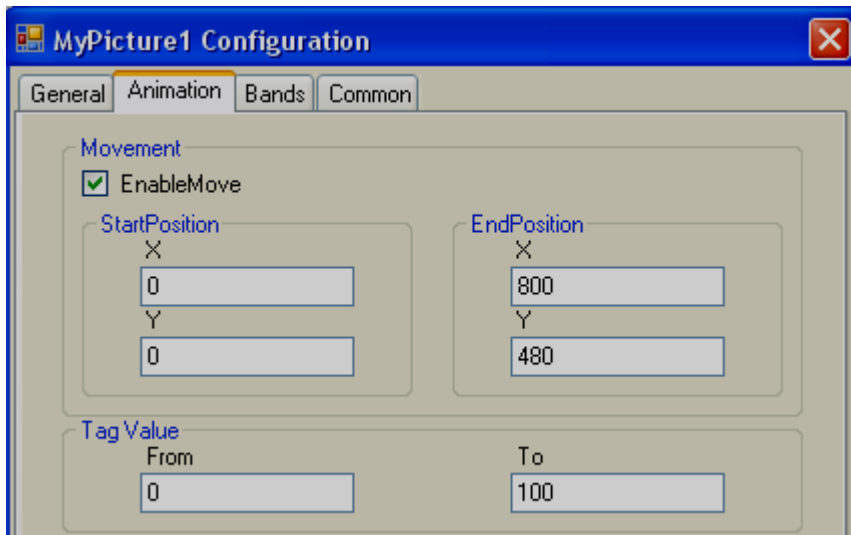 MyPicture1 Configuration
General Animation Bands Common
Movement
EnableMove
StartPosition EndPosition
X X
0 800
Y Y
0 480
Tag Value
From To
0 100